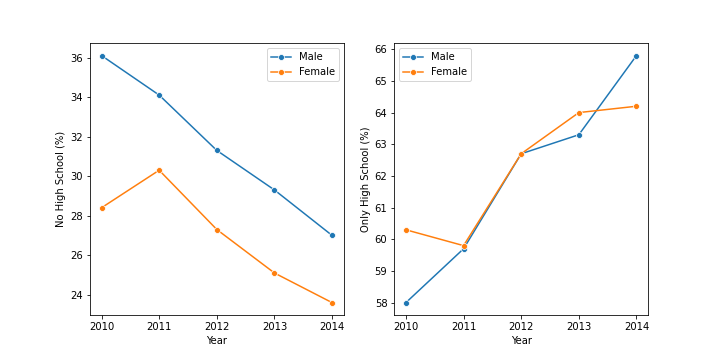 No High School (%)
36
34
32
30
28
26
24
2010 2011 2012 2013 2014
Year
Male
Female
Only High School (%)
66
65
64
63
62
61
60
59
58
2010 2011 2012 2013 2014
Year
Male
Female